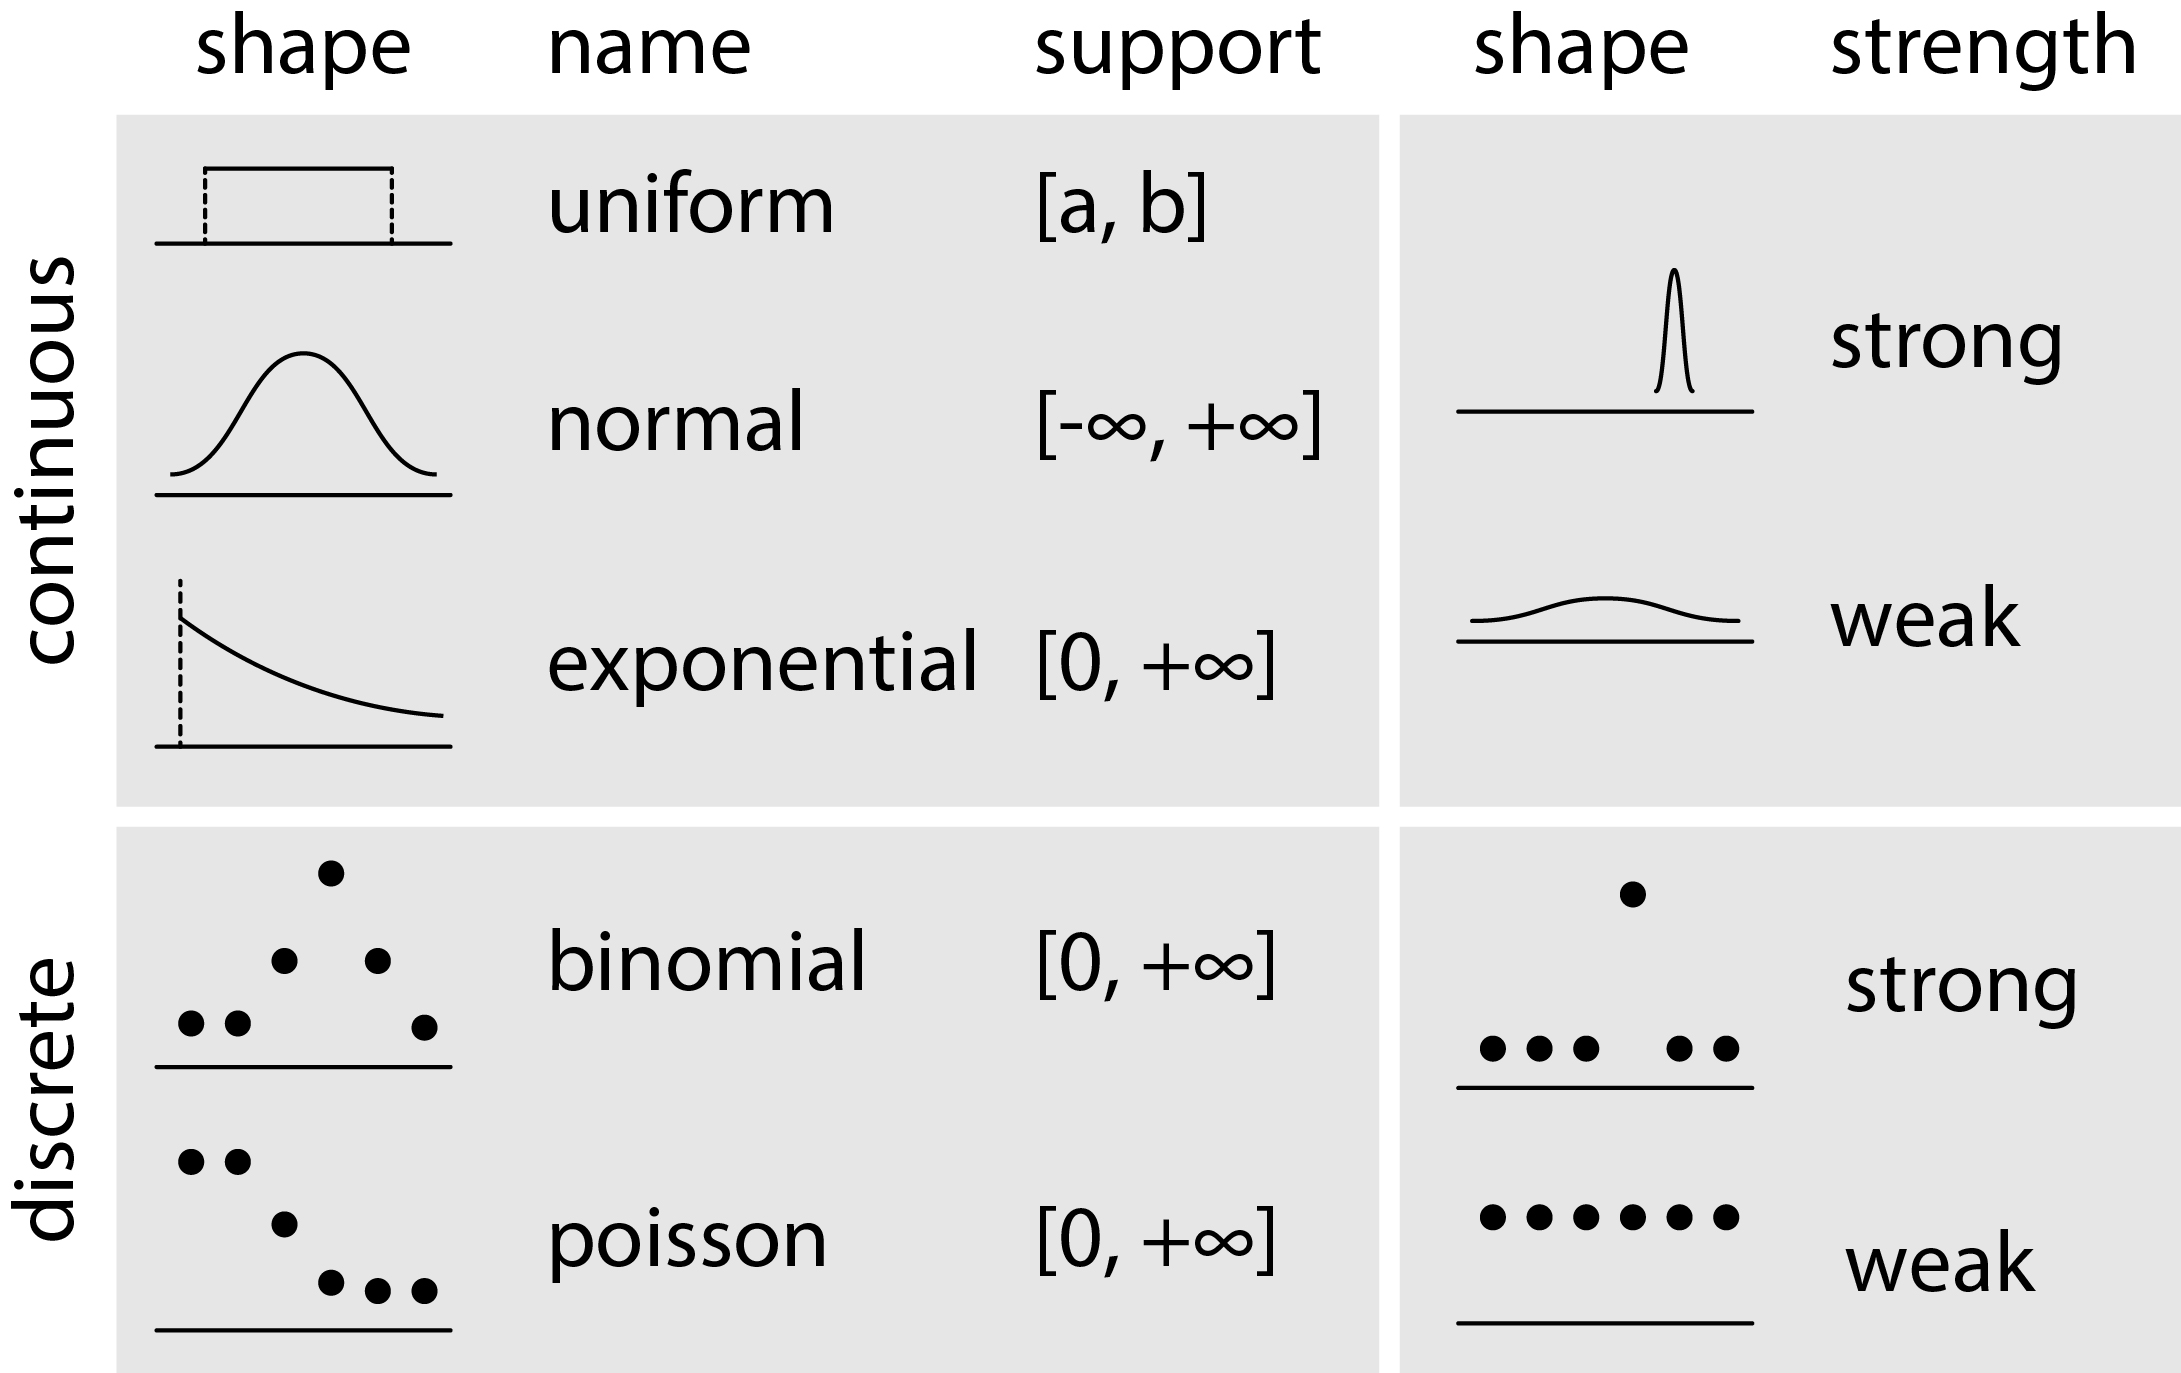 shape name support shape strength
continuous
uniform [a, b]
normal [-∞, +∞]
exponential [0, +∞]
strong
weak
discrete
binomial [0, +∞]
poisson [0, +∞]
strong
weak